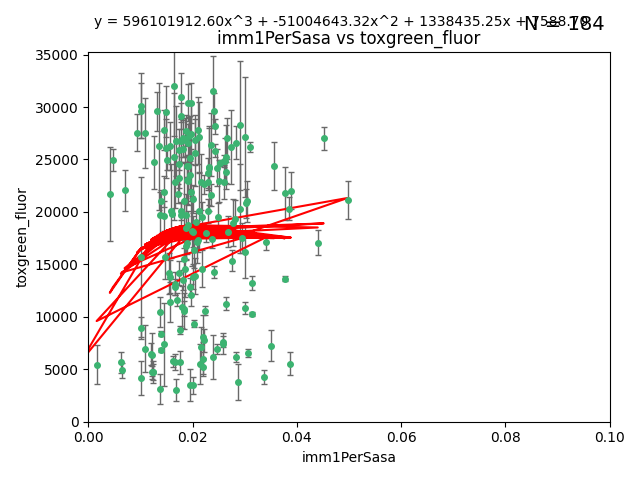 y = 596101912.60x^3 + -51004643.32x^2 + 1338435.25x +
N = 184
imm1PerSasa vs toxgreen_fluor
35000
30000
25000
20000
15000
10000
5000
0
toxgreen_fluor
0.00 0.02 0.04 0.06 0.08 0.10
imm1PerSasa